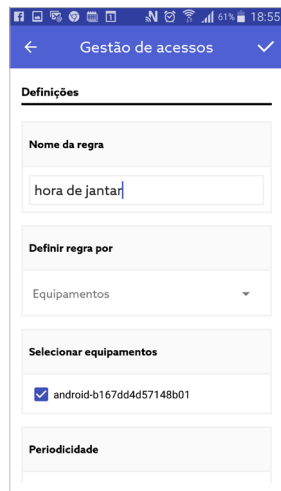 61% 18:55
Gestão de acessos
Definições
Nome da regra
hora de jantar
Definir regra por
Equipamentos
Selecionar equipamentos
android-b167dd4d57148b01
Periodicidade